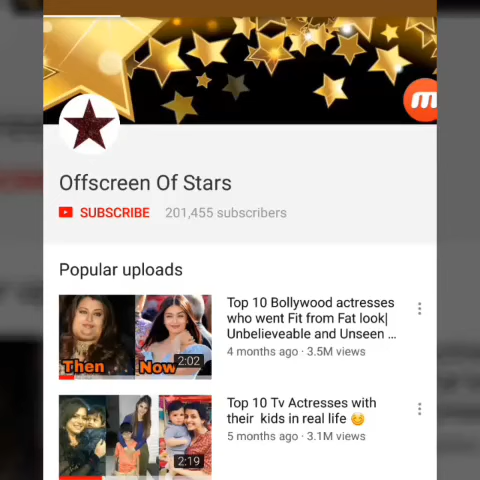 m
Offscreen Of Stars
SUBSCRIBE 201,455 subscribers
Popular uploads
Top 10 Bollywood actresses
who went Fit from Fat look|
Unbelieveable and Unseen ...
4 months ago · 3.5M views
Then Now 2:02
Top 10 Tv Actresses with
their kids in real life 😊
5 months ago · 3.1M views
2:19